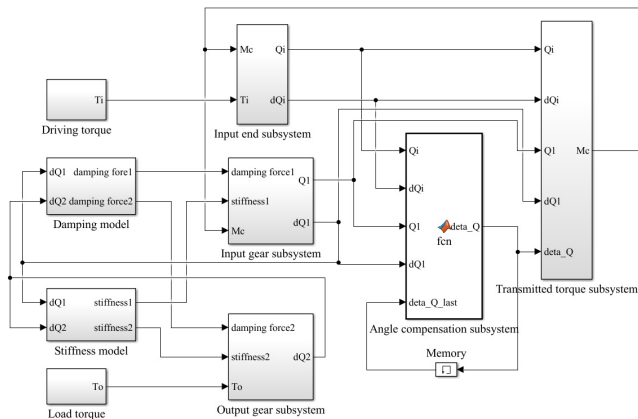 Mc
Qi
Ti
dQi
Input end subsystem
Ti
Driving torque
Qi
dQi
Q1
Mc
dQ1
deta_Q
Transmitted torque subsystem
dQ1
damping fore1
dQ2
damping force2
Damping model
damping force1
Q1
stiffness1
dQ1
Mc
Input gear subsystem
Qi
dQi
Q1
deta_Q
fcn
dQ1
deta_Q_last
Angle compensation subsystem
dQ1
stiffness1
dQ2
stiffness2
Stiffness model
damping force2
stiffness2
dQ2
To
Output gear subsystem
Memory
To
Load torque